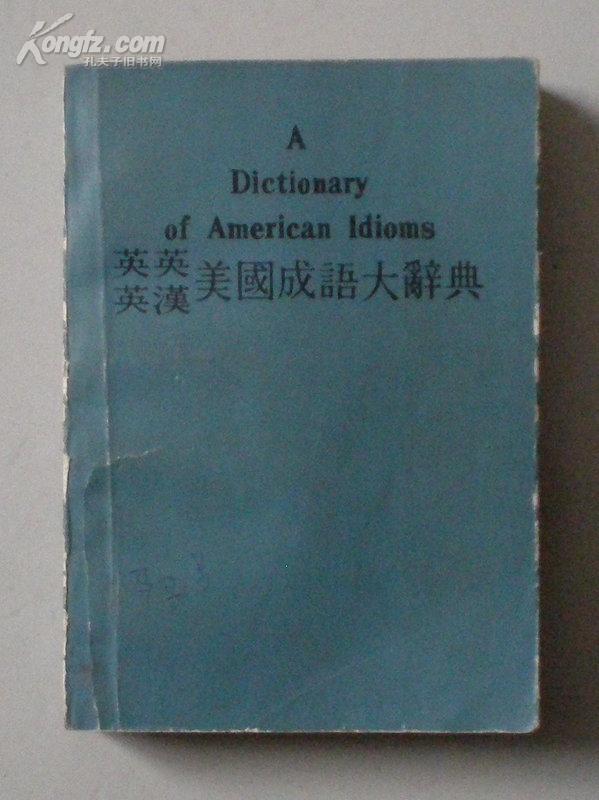 Kongfz.com
孔夫子旧书网
A
Dictionary
of American Idioms
英英
英漢
美國成語大辭典